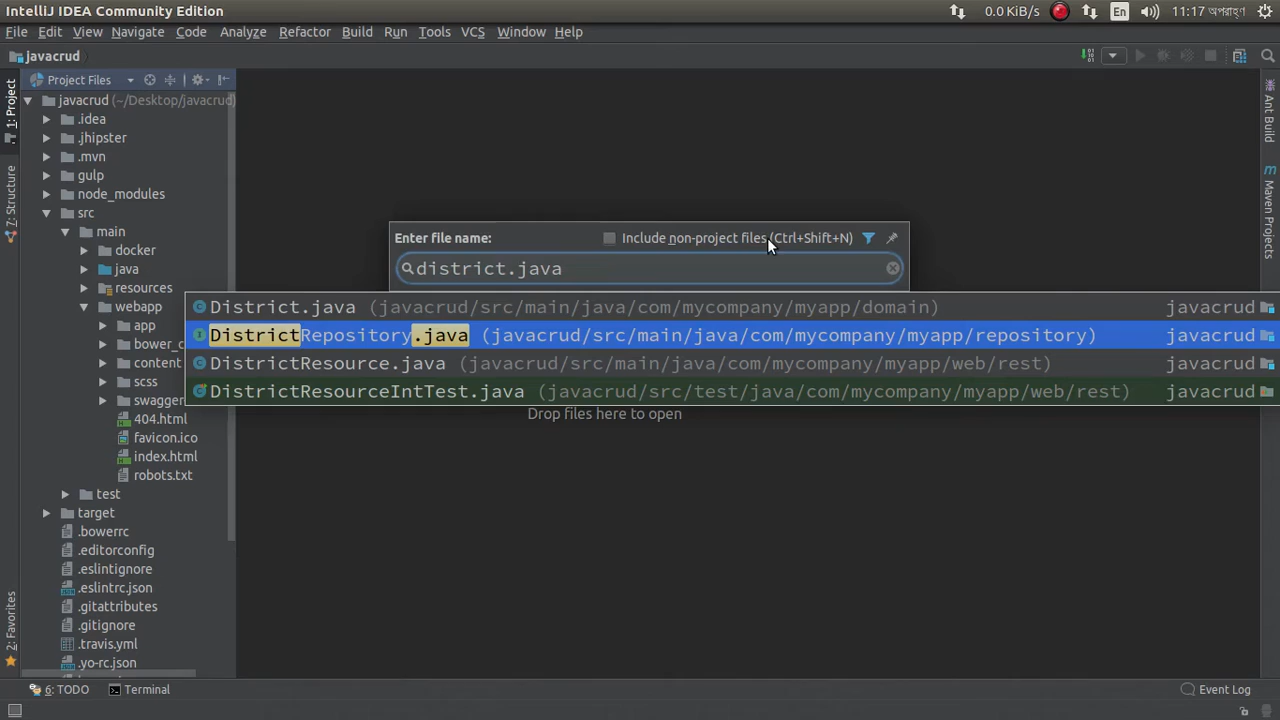 IntelliJ IDEA Community Edition
0.0 KiB/s En 11:17 অপরাহ্ণ
File Edit View Navigate Code Analyze Refactor Build Run Tools VCS Window Help
javacrud
1: Project
7: Structure
2: Favorites
Project Files
javacrud (~/Desktop/javacrud)
.idea
.jhipster
.mvn
gulp
node_modules
src
main
docker
java
resources
webapp
app
bower_c
content
scss
swagger
404.html
favicon.ico
index.html
robots.txt
test
target
.bowerrc
.editorconfig
.eslintignore
.eslintrc.json
.gitattributes
.gitignore
.travis.yml
.yo-rc.json
Enter file name: Include non-project files (Ctrl+Shift+N)
district.java
District.java (javacrud/src/main/java/com/mycompany/myapp/domain) javacrud
DistrictRepository.java (javacrud/src/main/java/com/mycompany/myapp/repository) javacrud
DistrictResource.java (javacrud/src/main/java/com/mycompany/myapp/web/rest) javacrud
DistrictResourceIntTest.java (javacrud/src/test/java/com/mycompany/myapp/web/rest) javacrud
Drop files here to open
Ant Build
Maven Projects
6: TODO Terminal Event Log